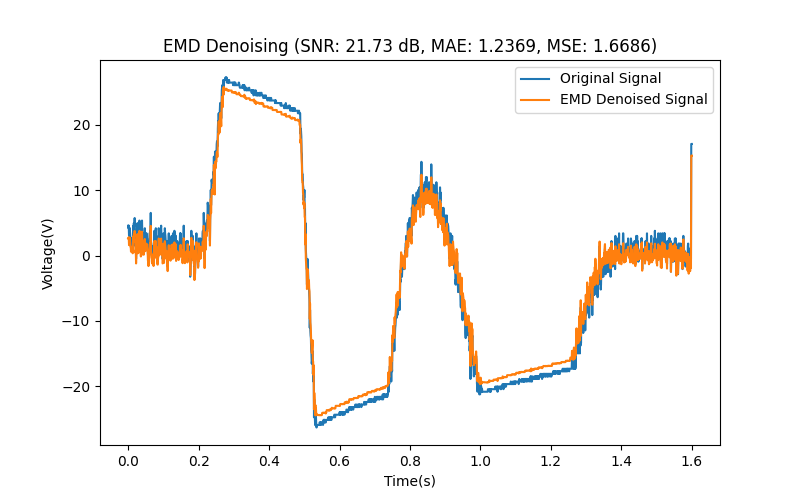 EMD Denoising (SNR: 21.73 dB, MAE: 1.2369, MSE: 1.6686)
Original Signal
EMD Denoised Signal
Voltage(V)
20
10
0
−10
−20
0.0 0.2 0.4 0.6 0.8 1.0 1.2 1.4 1.6
Time(s)